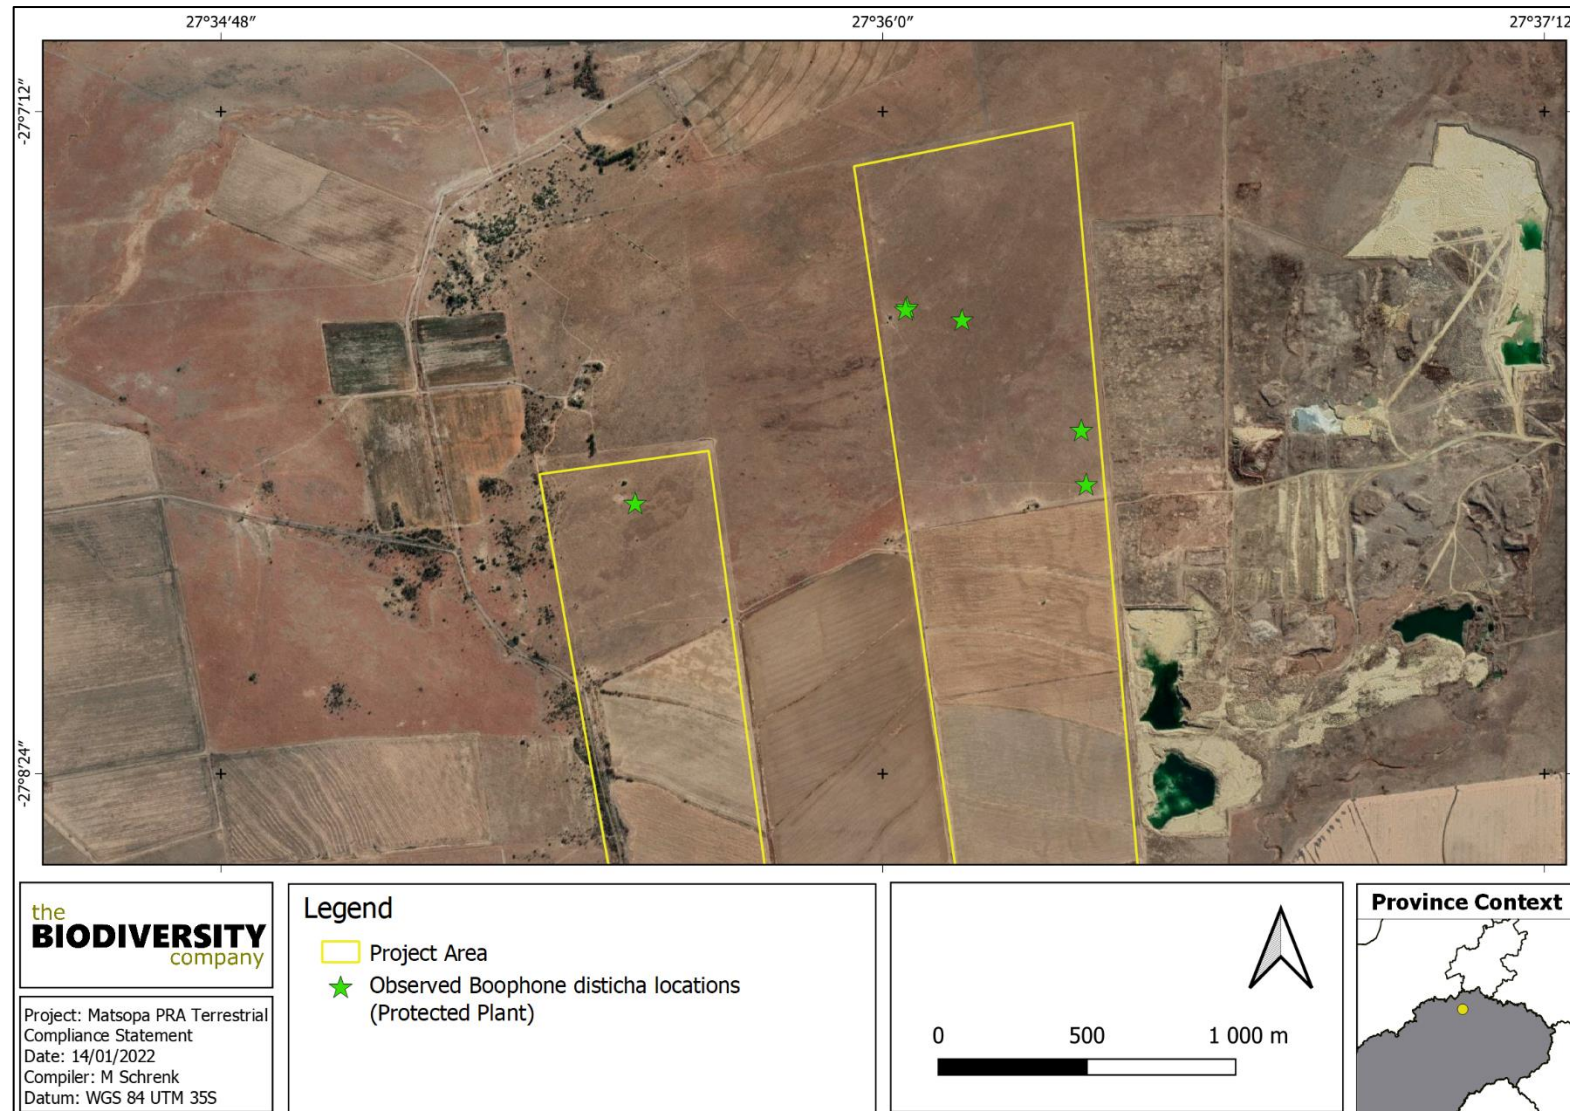 27°34'48″
27°36'0″
27°37'12
-27°7'12″
-27°8'24″
the
BIODIVERSITY
company
Project: Matsopa PRA Terrestrial
Compliance Statement
Date: 14/01/2022
Compiler: M Schrenk
Datum: WGS 84 UTM 35S
Legend
Project Area
Observed Boophone disticha locations
(Protected Plant)
0 500 1 000 m
Province Context